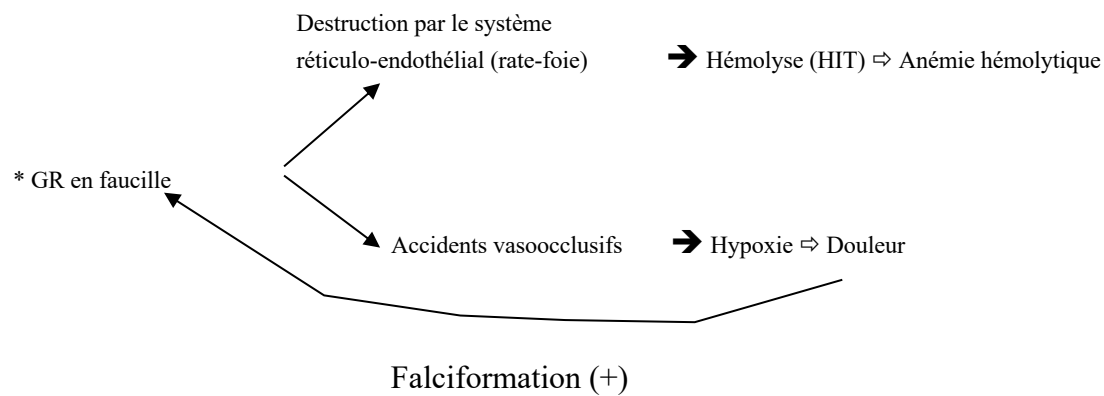 Destruction par le système
réticulo-endothélial (rate-foie) ➔ Hémolyse (HIT) ⇨ Anémie hémolytique
* GR en faucille
Accidents vasoocclusifs ➔ Hypoxie ⇨ Douleur
Falciformation (+)